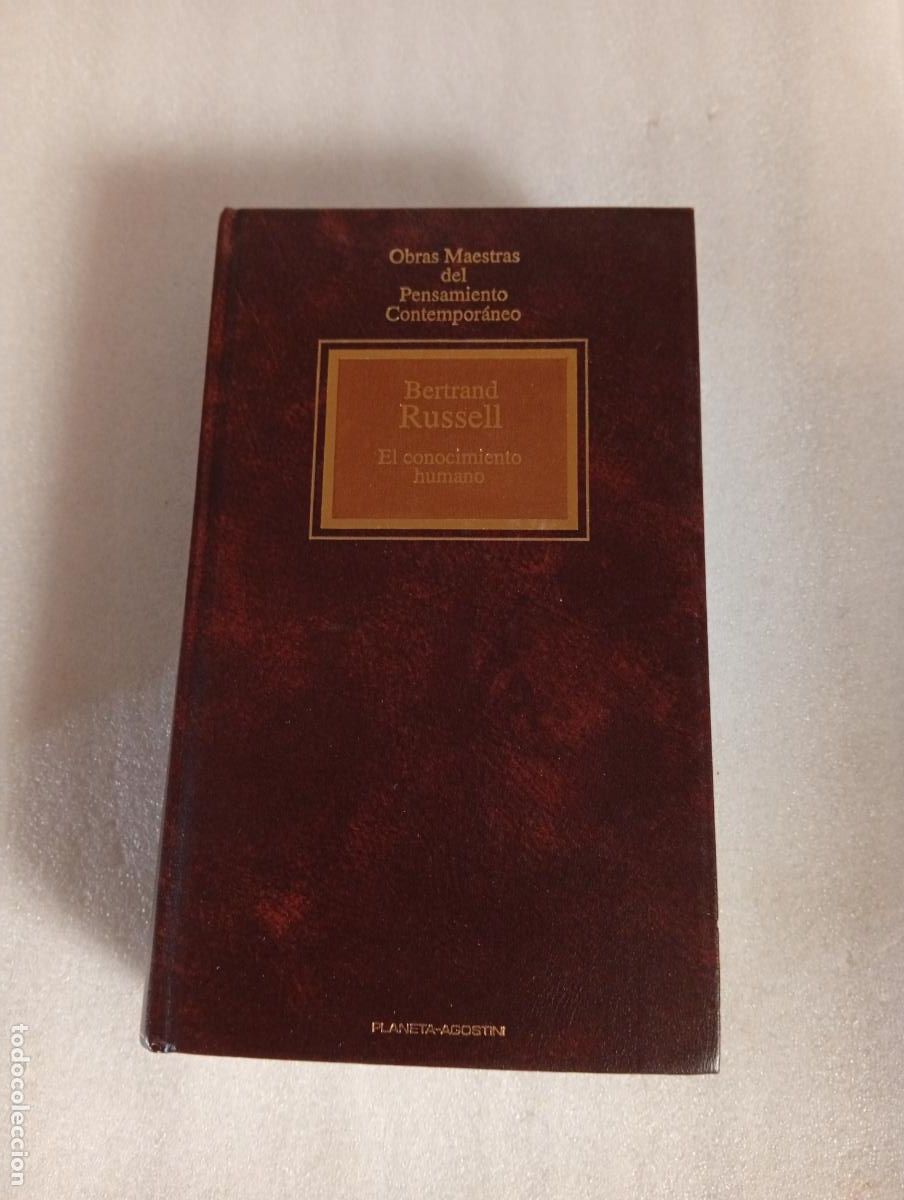 Obras Maestras
del
Pensamiento
Contemporáneo
Bertrand
Russell
El conocimiento
humano
PLANETA-AGOSTINI
todocoleccion